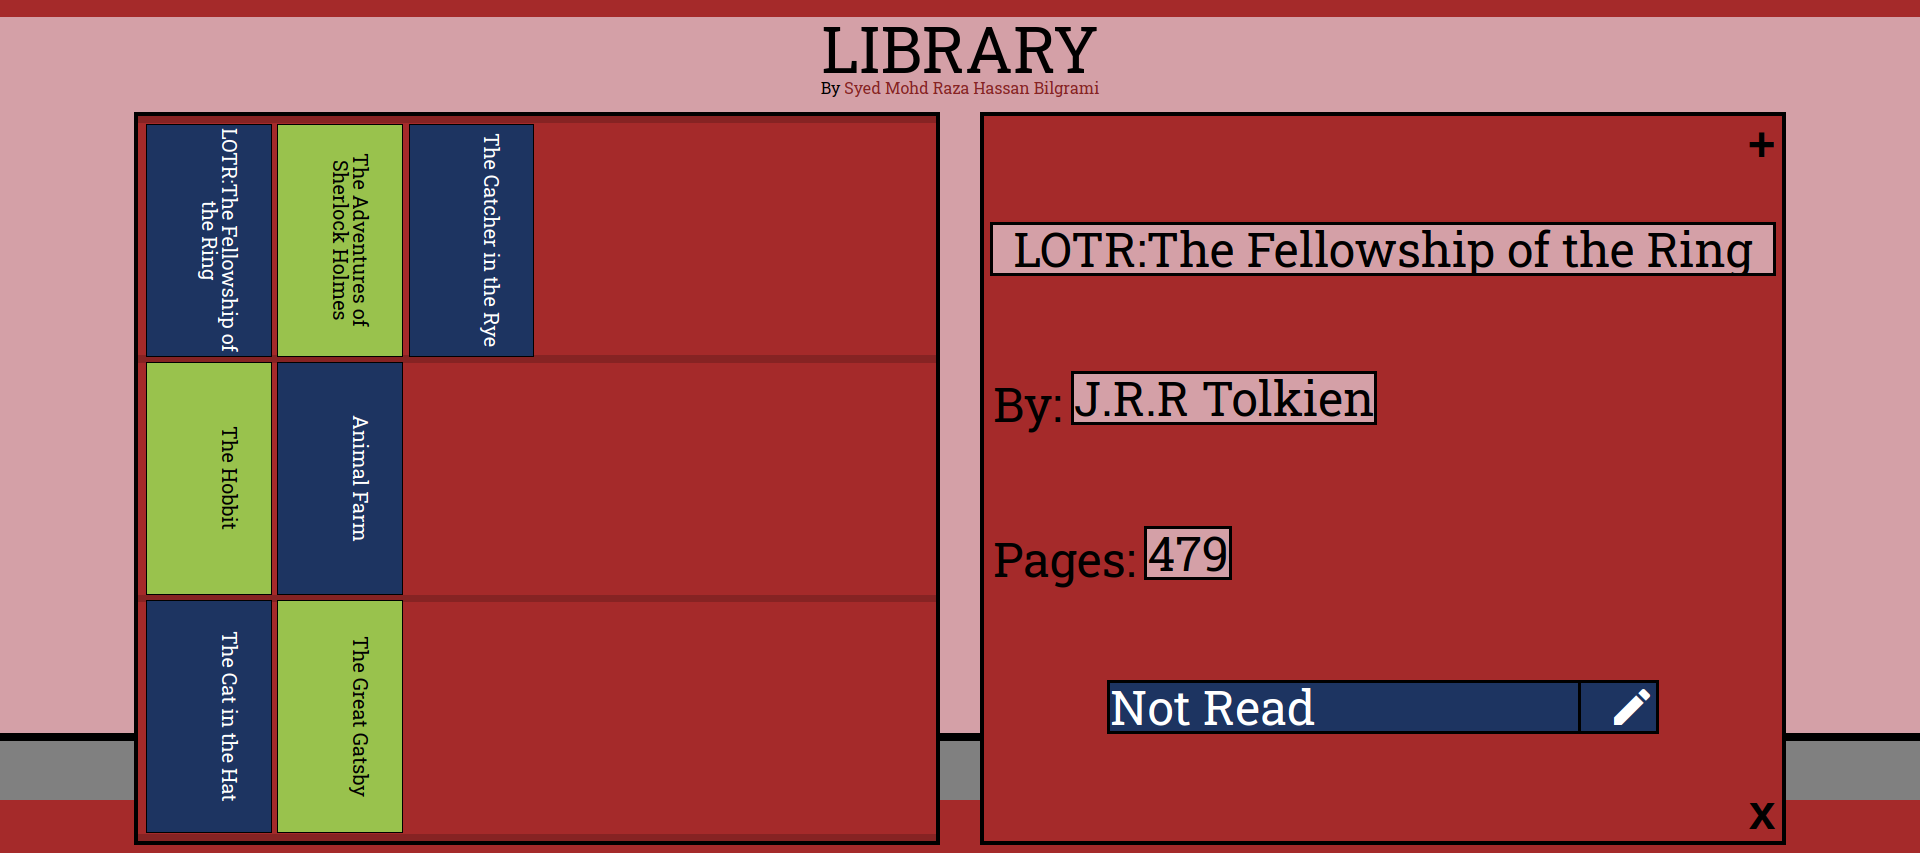 LIBRARY
By Syed Mohd Raza Hassan Bilgrami
LOTR:The Fellowship of
the Ring
The Adventures of
Sherlock Holmes
The Catcher in the Rye
The Hobbit
Animal Farm
The Cat in the Hat
The Great Gatsby
+
LOTR:The Fellowship of the Ring
By: J.R.R Tolkien
Pages: 479
Not Read
x